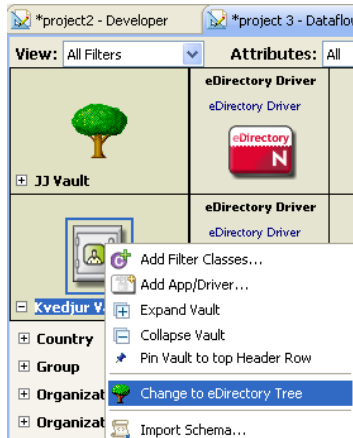 *project2 - Developer
*project 3 - Dataflo
View: All Filters Attributes: All
eDirectory Driver
eDirectory Driver
eDirectory
N
JJ Vault
eDirectory Driver
eDirectory Driver
Kvedjur V
Add Filter Classes...
Add App/Driver...
Expand Vault
Collapse Vault
Pin Vault to top Header Row
Change to eDirectory Tree
Import Schema...
Country
Group
Organizat
Organizat